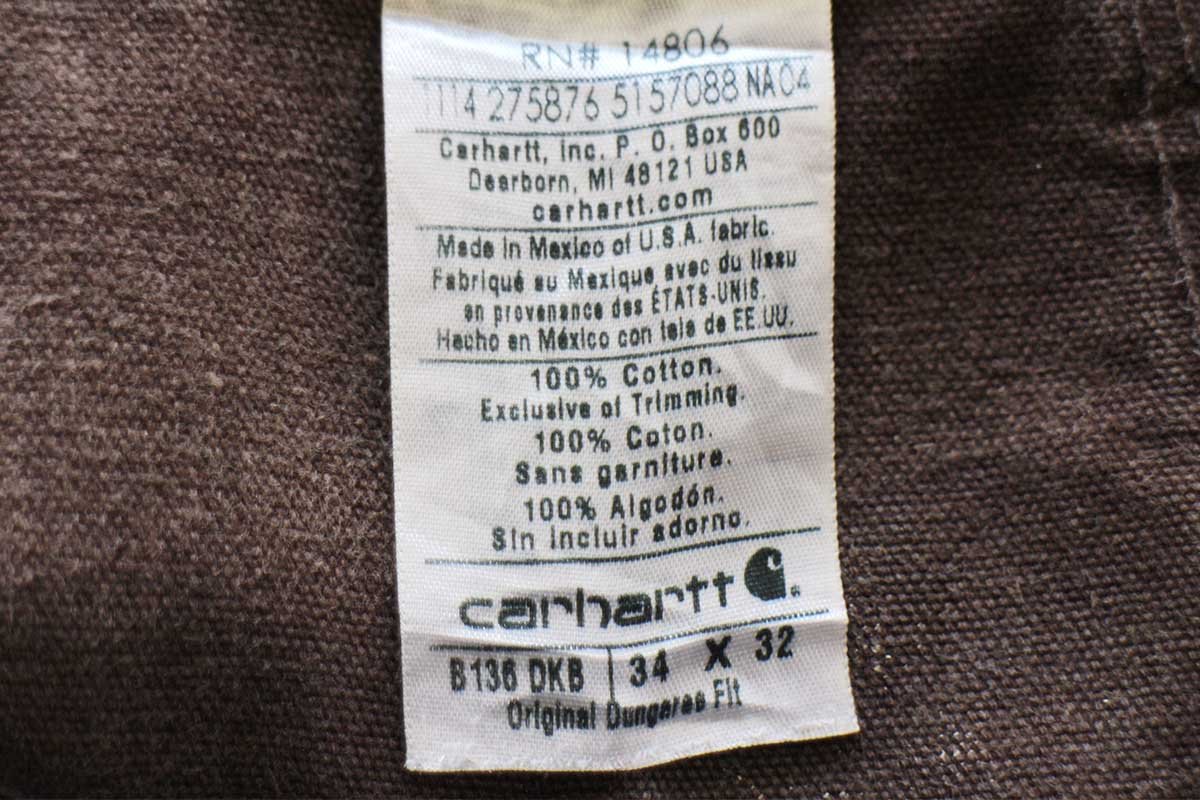 RN# 14806
1114 275876 5157088 NA04
Carhartt, Inc. P. O. Box 600
Dearborn, MI 48121 USA
carhartt.com
Made in Mexico of U.S.A. fabric.
Fabriqué au Mexique avec du tissu
en provenance des ÉTATS-UNIS.
Hecho en México con tela de EE.UU.
100% Cotton.
Exclusive of Trimming.
100% Coton.
Sans garniture.
100% Algodón.
Sin incluir adorno.
carhartt
B136 DKB | 34 X 32
Original Dungaree Fit